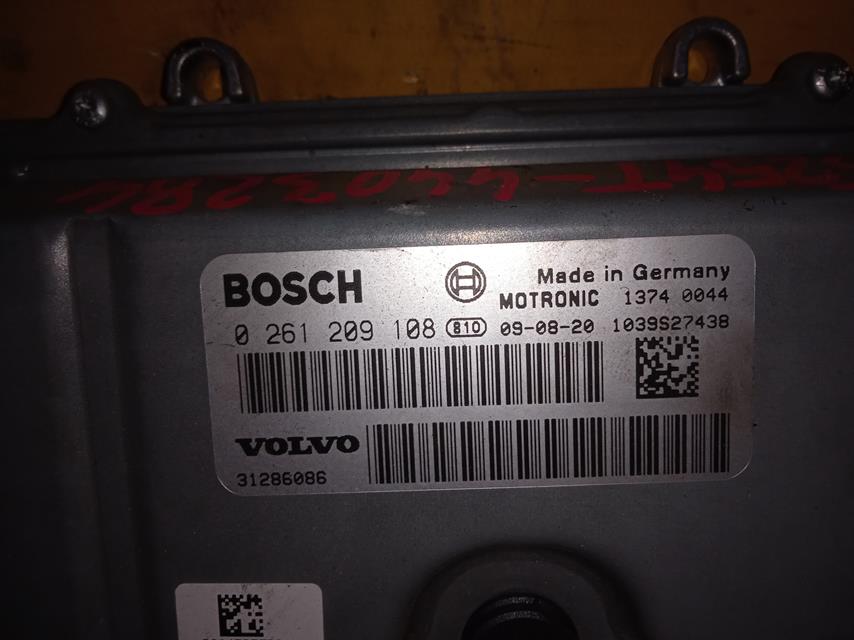 BOSCH Made in Germany
MOTRONIC 1374 0044
0 261 209 108 810 09-08-20 1039S27438
VOLVO
31286086